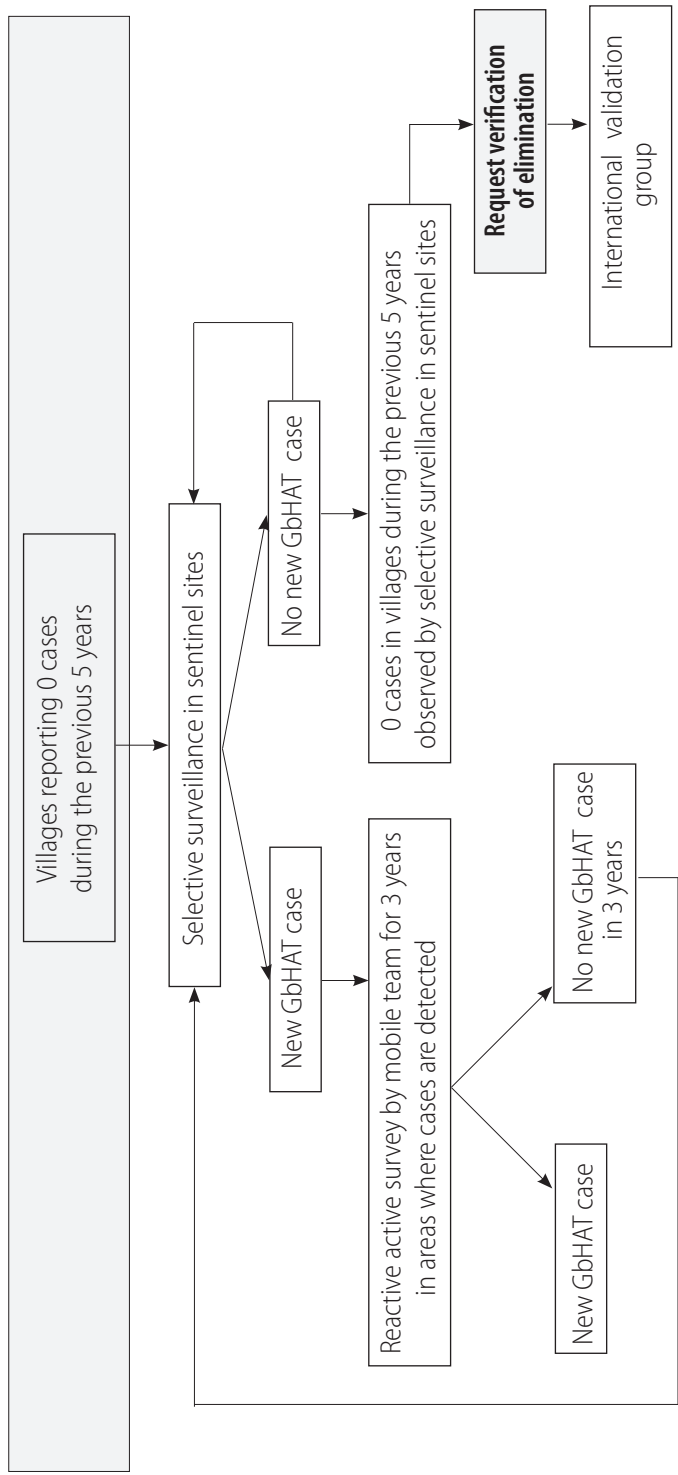 Villages reporting 0 cases
during the previous 5 years
Selective surveillance in sentinel sites
New GbHAT case
No new GbHAT case
Reactive active survey by mobile team for 3 years
in areas where cases are detected
0 cases in villages during the previous 5 years
observed by selective surveillance in sentinel sites
New GbHAT case
No new GbHAT case
in 3 years
Request verification
of elimination
International validation
group